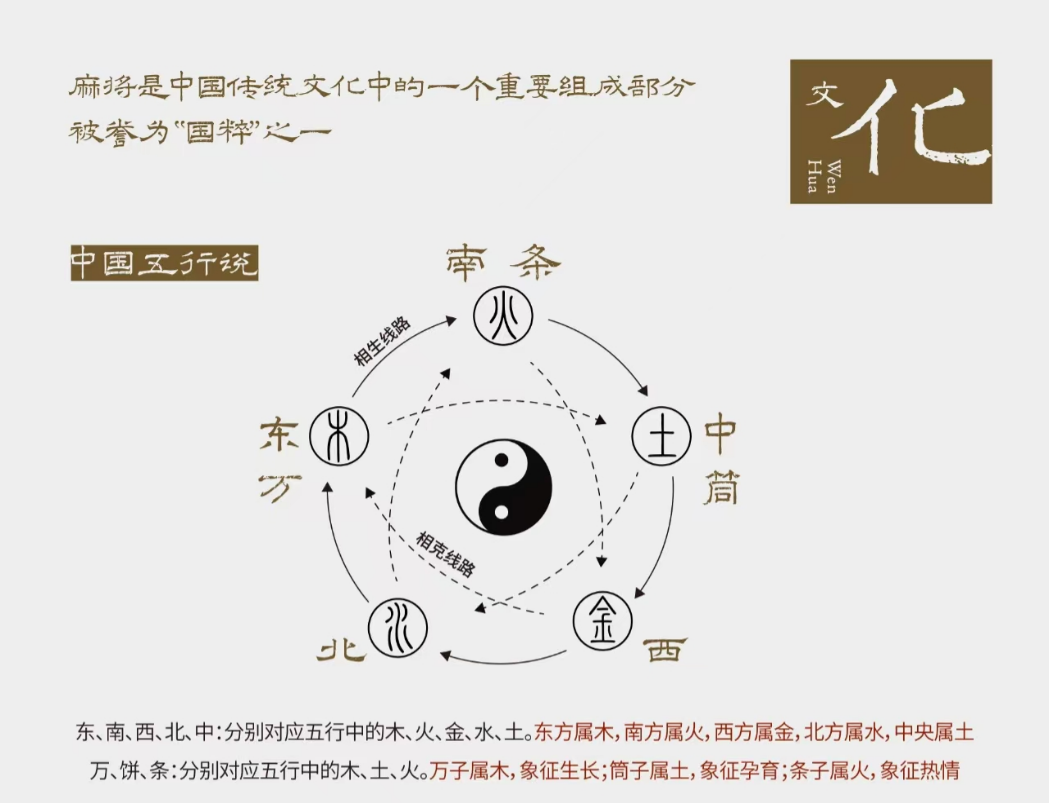 麻将是中国传统文化中的一个重要组成部分
被誉为“国粹”之一
文化
Wen
Hua
中国五行说
南 条
火
相生线路
东
万
木
土
中
筒
相克线路
水
北
金
西
东、南、西、北、中：分别对应五行中的木、火、金、水、土。东方属木，南方属火，西方属金，北方属水，中央属土
万、饼、条：分别对应五行中的木、土、火。万子属木，象征生长；筒子属土，象征孕育；条子属火，象征热情